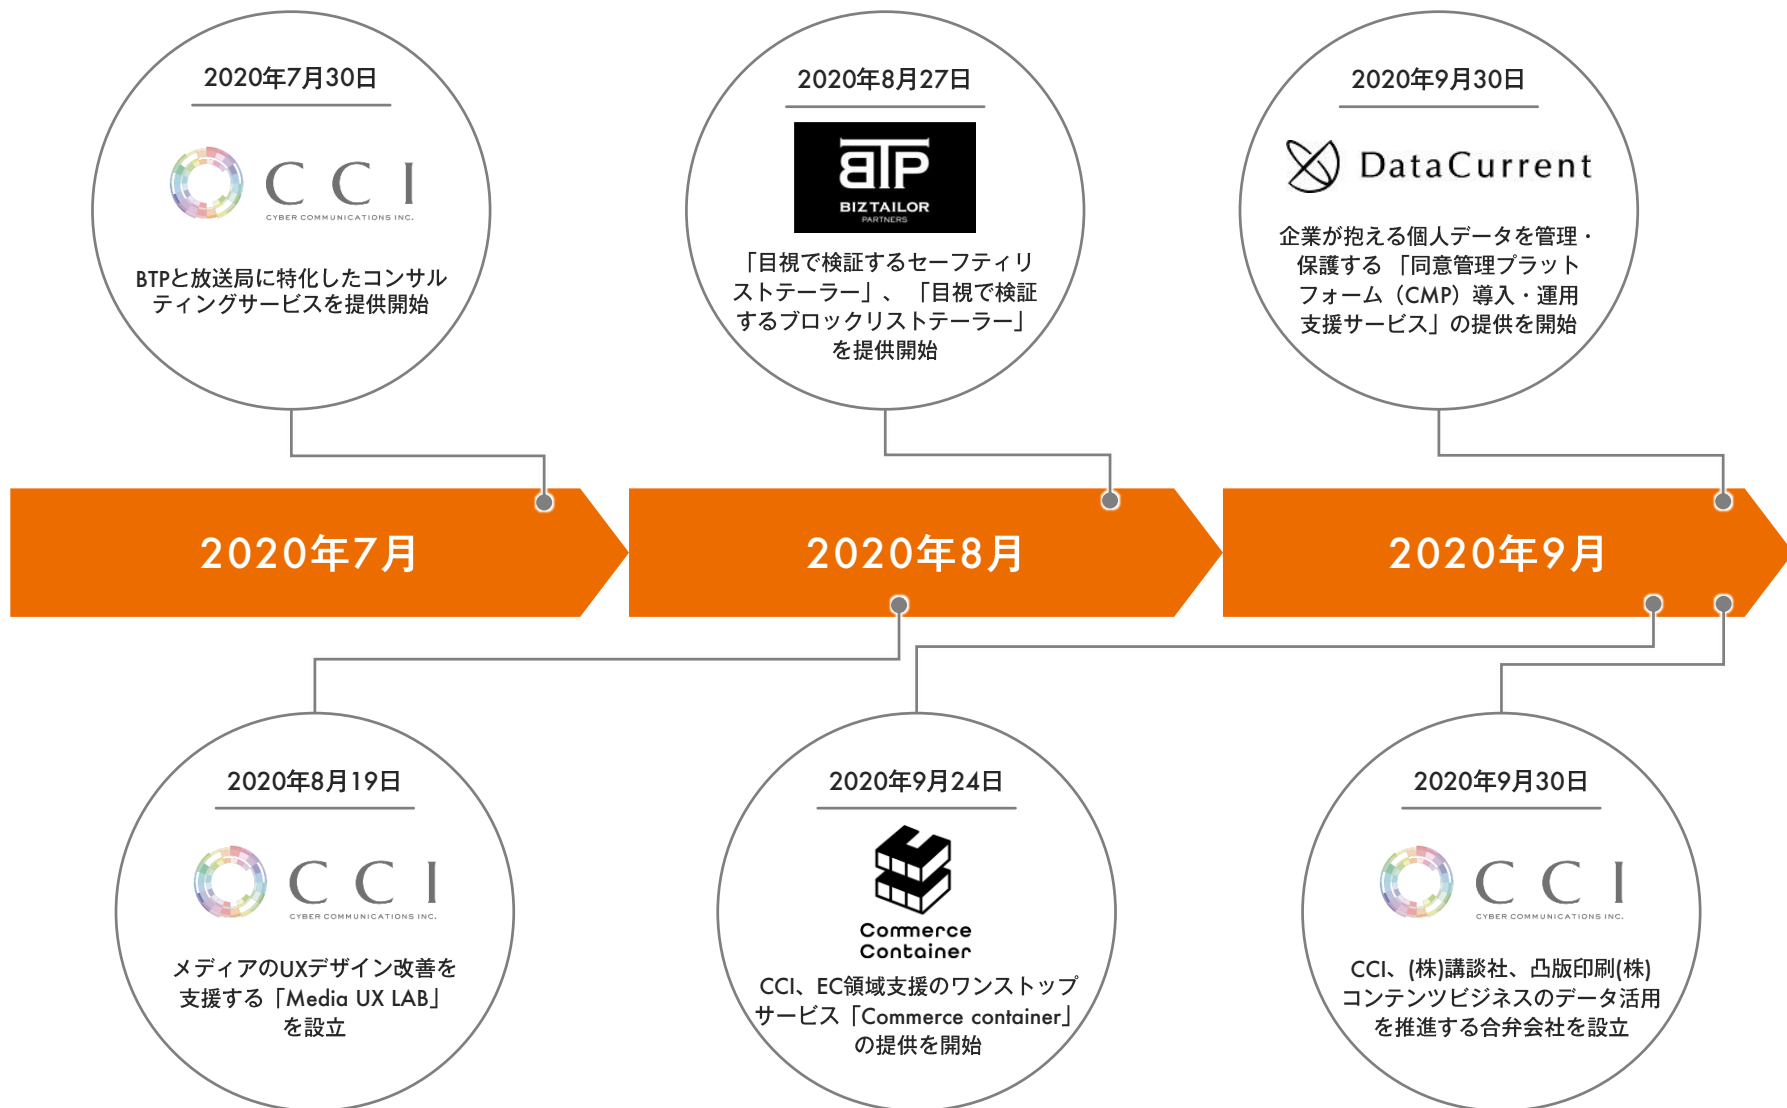 2020年7月30日
CCI
CYBER COMMUNICATIONS INC.
BTPと放送局に特化したコンサル
ティングサービスを提供開始
2020年8月27日
BTP
BIZTAILOR
PARTNERS
「目視で検証するセーフティリ
ストテーラー」、「目視で検証
するブロックリストテーラー」
を提供開始
2020年9月30日
DataCurrent
企業が抱える個人データを管理・
保護する 「同意管理プラット
フォーム（CMP）導入・運用
支援サービス」の提供を開始
2020年7月
2020年8月
2020年9月
2020年8月19日
CCI
CYBER COMMUNICATIONS INC.
メディアのUXデザイン改善を
支援する「Media UX LAB」
を設立
2020年9月24日
Commerce
Container
CCI、EC領域支援のワンストップ
サービス「Commerce container」
の提供を開始
2020年9月30日
CCI
CYBER COMMUNICATIONS INC.
CCI、(株)講談社、凸版印刷(株)
コンテンツビジネスのデータ活用
を推進する合弁会社を設立